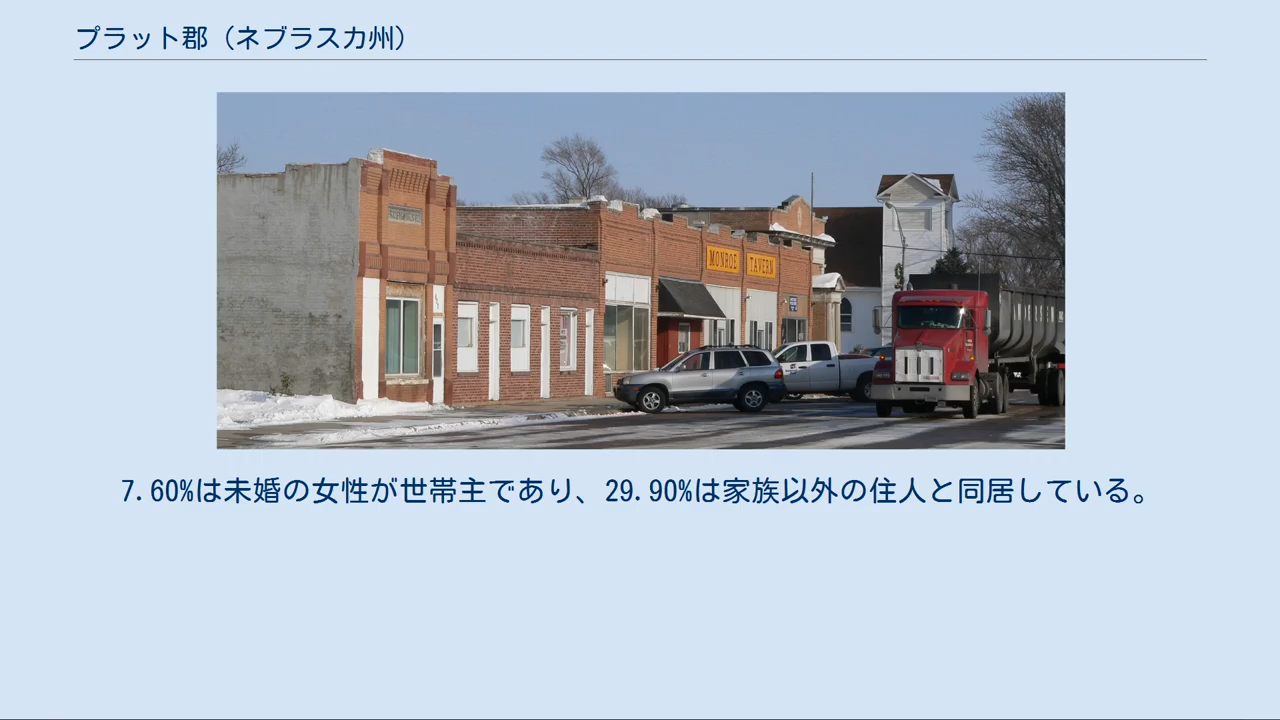 プラット郡（ネブラスカ州）
MONROE TAVERN
7.60%は未婚の女性が世帯主であり、29.90%は家族以外の住人と同居している。